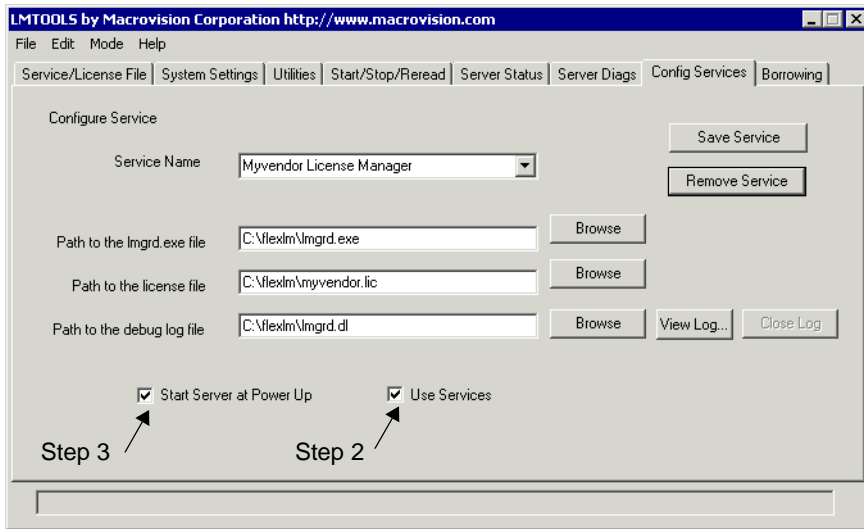 LMTOOLS by Macrovision Corporation http://www.macrovision.com
File Edit Mode Help
Service/License File System Settings Utilities Start/Stop/Reread Server Status Server Diags Config Services Borrowing
Configure Service
Save Service
Service Name Myvendor License Manager
Remove Service
Path to the lmgrd.exe file C:\flexlm\lmgrd.exe Browse
Path to the license file C:\flexlm\myvendor.lic Browse
Path to the debug log file C:\flexlm\lmgrd.dl Browse View Log... Close Log
Start Server at Power Up Use Services
Step 3 Step 2